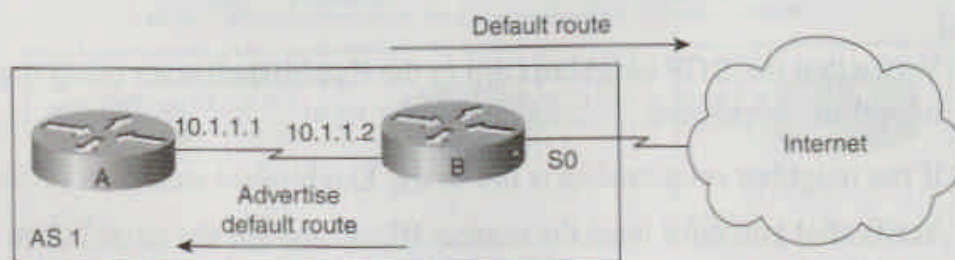 Default route
10.1.1.1
10.1.1.2
A
B
S0
Internet
Advertise
default route
AS 1